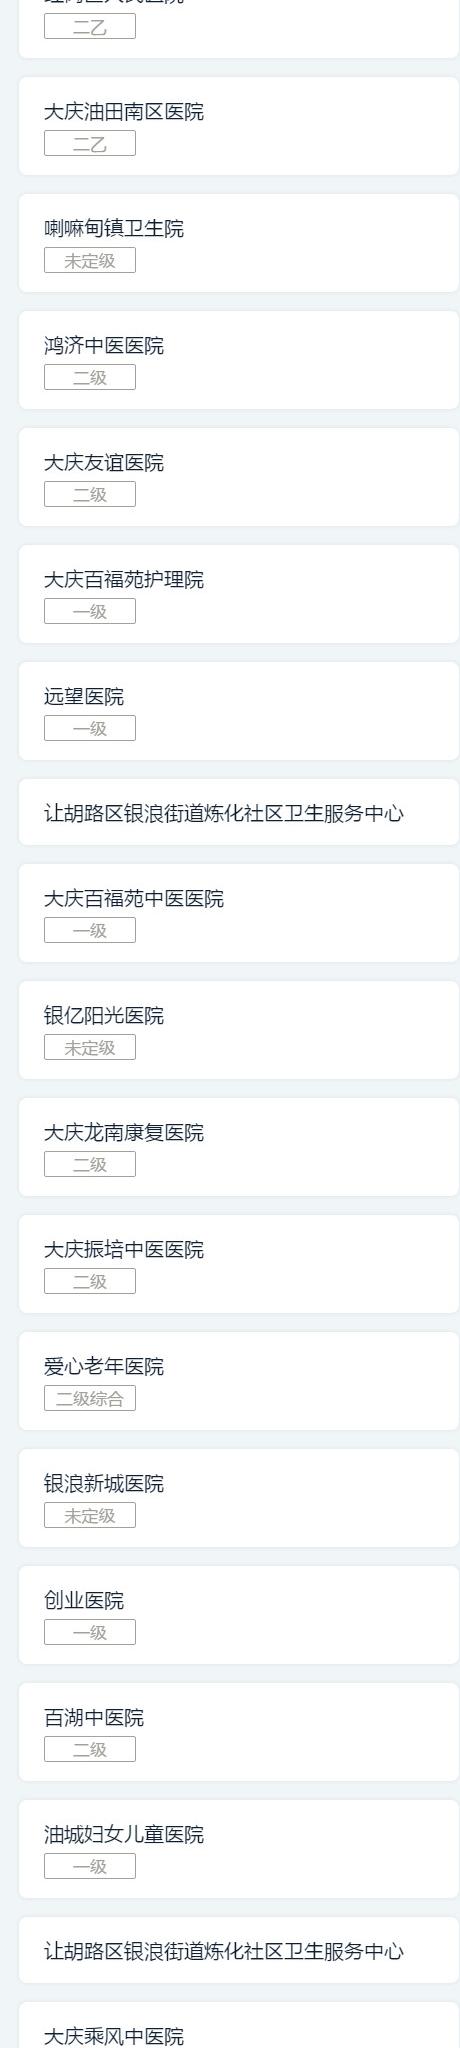 二乙
大庆油田南区医院
二乙
喇嘛甸镇卫生院
未定级
鸿济中医医院
二级
大庆友谊医院
二级
大庆百福苑护理院
一级
远望医院
一级
让胡路区银浪街道炼化社区卫生服务中心
大庆百福苑中医医院
一级
银亿阳光医院
未定级
大庆龙南康复医院
二级
大庆振培中医医院
二级
爱心老年医院
二级综合
银浪新城医院
未定级
创业医院
一级
百湖中医院
二级
油城妇女儿童医院
一级
让胡路区银浪街道炼化社区卫生服务中心
大庆乘风中医院